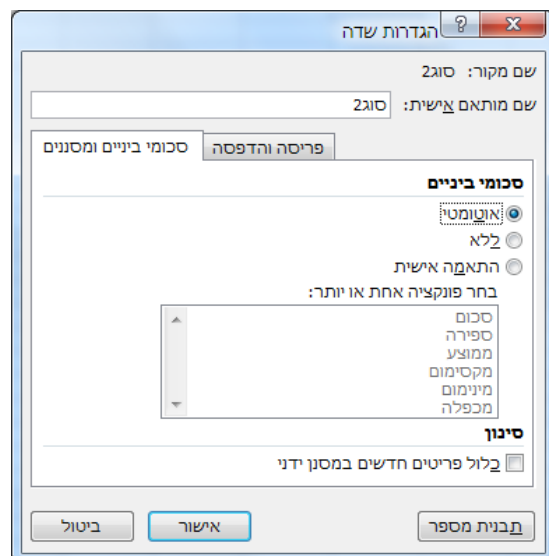 הגדרות שדה
שם מקור: סוג2
שם מותאם אישית: סוג2
סכומי ביניים ומסננים
פריסה והדפסה
סכומי ביניים
אוטומטי
ללא
התאמה אישית
בחר פונקציה אחת או יותר:
סכום
ספירה
ממוצע
מקסימום
מינימום
מכפלה
סינון
כלול פריטים חדשים במסנן ידני
תבנית מספר
אישור
ביטול